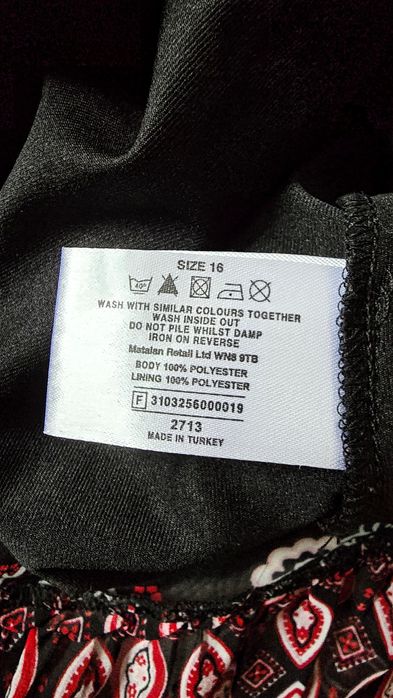 SIZE 16
40°
WASH WITH SIMILAR COLOURS TOGETHER
WASH INSIDE OUT
DO NOT PILE WHILST DAMP
IRON ON REVERSE
Matalan Retail Ltd WN8 9TB
BODY 100% POLYESTER
LINING 100% POLYESTER
F 3103256000019
2713
MADE IN TURKEY